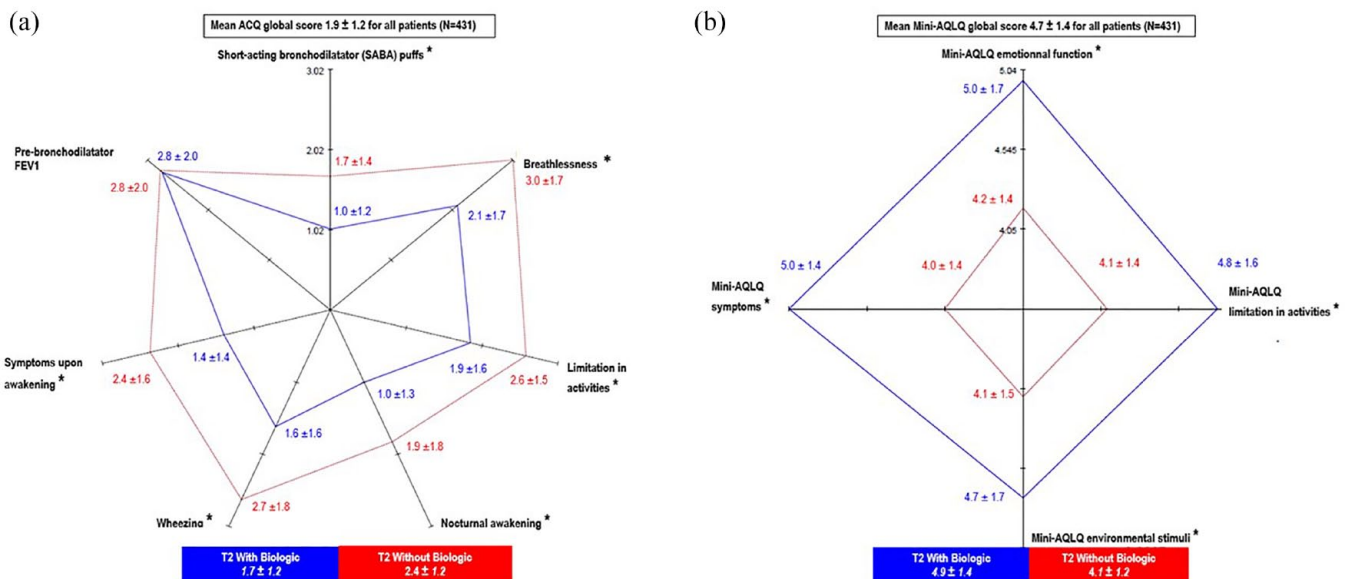 (a)
Mean ACQ global score 1.9 ± 1.2 for all patients (N=431)
Short-acting bronchodilatator (SABA) puffs *
3.02
2.02
1.02
Pre-bronchodilatator
FEV1
2.8 ± 2.0
2.8 ±2.0
1.7 ±1.4
1.0 ±1.2
Breathlessness *
3.0 ±1.7
2.1 ±1.7
Symptoms upon
awakening *
2.4 ±1.6
1.4 ±1.4
1.9 ±1.6
Limitation in
activities *
2.6 ±1.5
1.0 ±1.3
1.6 ±1.6
1.9 ±1.8
2.7 ±1.8
Wheezing *
Nocturnal awakening *
T2 With Biologic
1.7 ± 1.2
T2 Without Biologic
2.4 ± 1.2
(b)
Mean Mini-AQLQ global score 4.7 ± 1.4 for all patients (N=431)
Mini-AQLQ emotionnal function *
5.04
5.0 ± 1.7
4.545
4.2 ± 1.4
4.05
5.0 ± 1.4
4.0 ± 1.4
4.1 ± 1.4
4.8 ± 1.6
Mini-AQLQ
symptoms *
Mini-AQLQ
limitation in activities *
4.1 ± 1.5
4.7 ± 1.7
Mini-AQLQ environmental stimuli *
T2 With Biologic
4.9 ± 1.4
T2 Without Biologic
4.1 ± 1.2